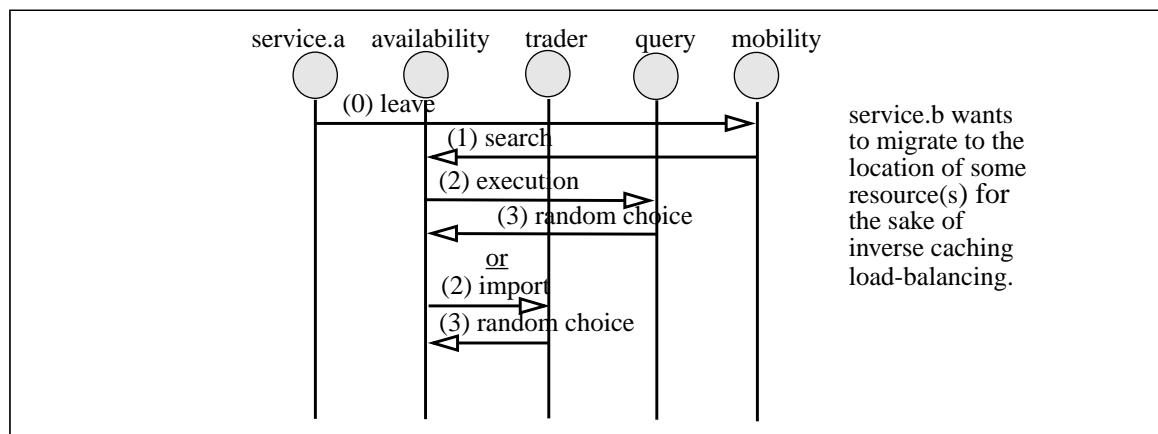 service.a availability trader query mobility
(0) leave
(1) search
(2) execution
(3) random choice
or
(2) import
(3) random choice
service.b wants
to migrate to the
location of some
resource(s) for
the sake of
inverse caching
load-balancing.